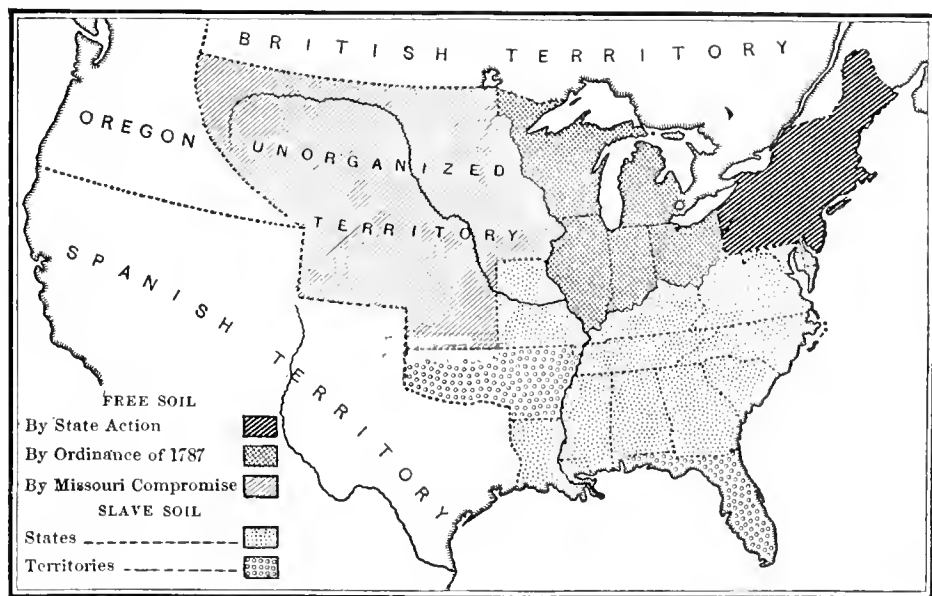 BRITISH TERRITORY
OREGON
UNORGANIZED
TERRITORY
SPANISH TERRITORY
FREE SOIL
By State Action
By Ordinance of 1787
By Missouri Compromise
SLAVE SOIL
States
Territories